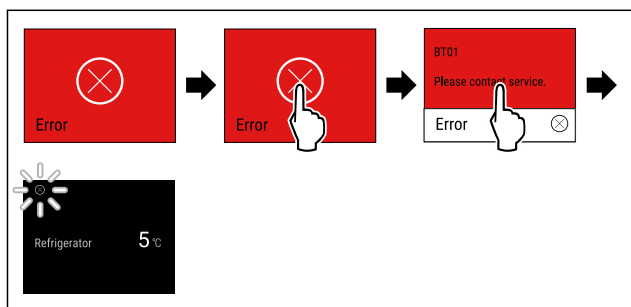 Error
Error
BT01
Please contact service.
Error
Refrigerator 5 °C